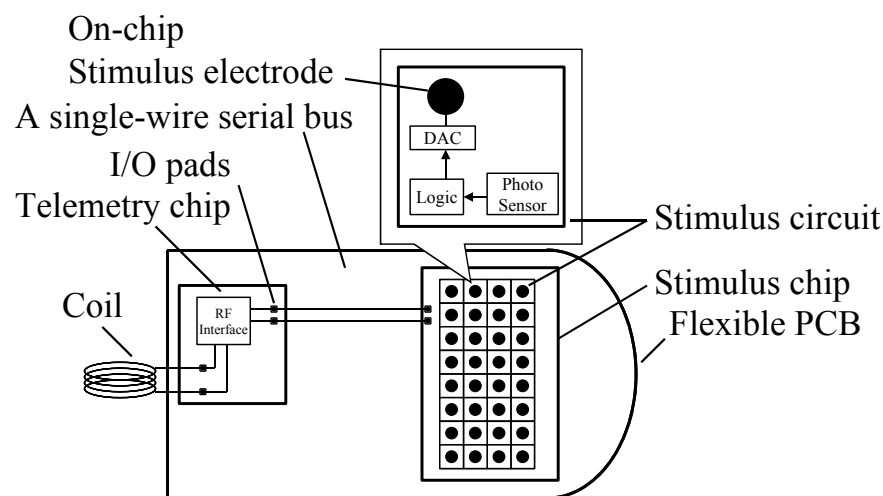 On-chip
Stimulus electrode
A single-wire serial bus
I/O pads
Telemetry chip
Coil
RF
Interface
DAC
Logic
Photo
Sensor
Stimulus circuit
Stimulus chip
Flexible PCB